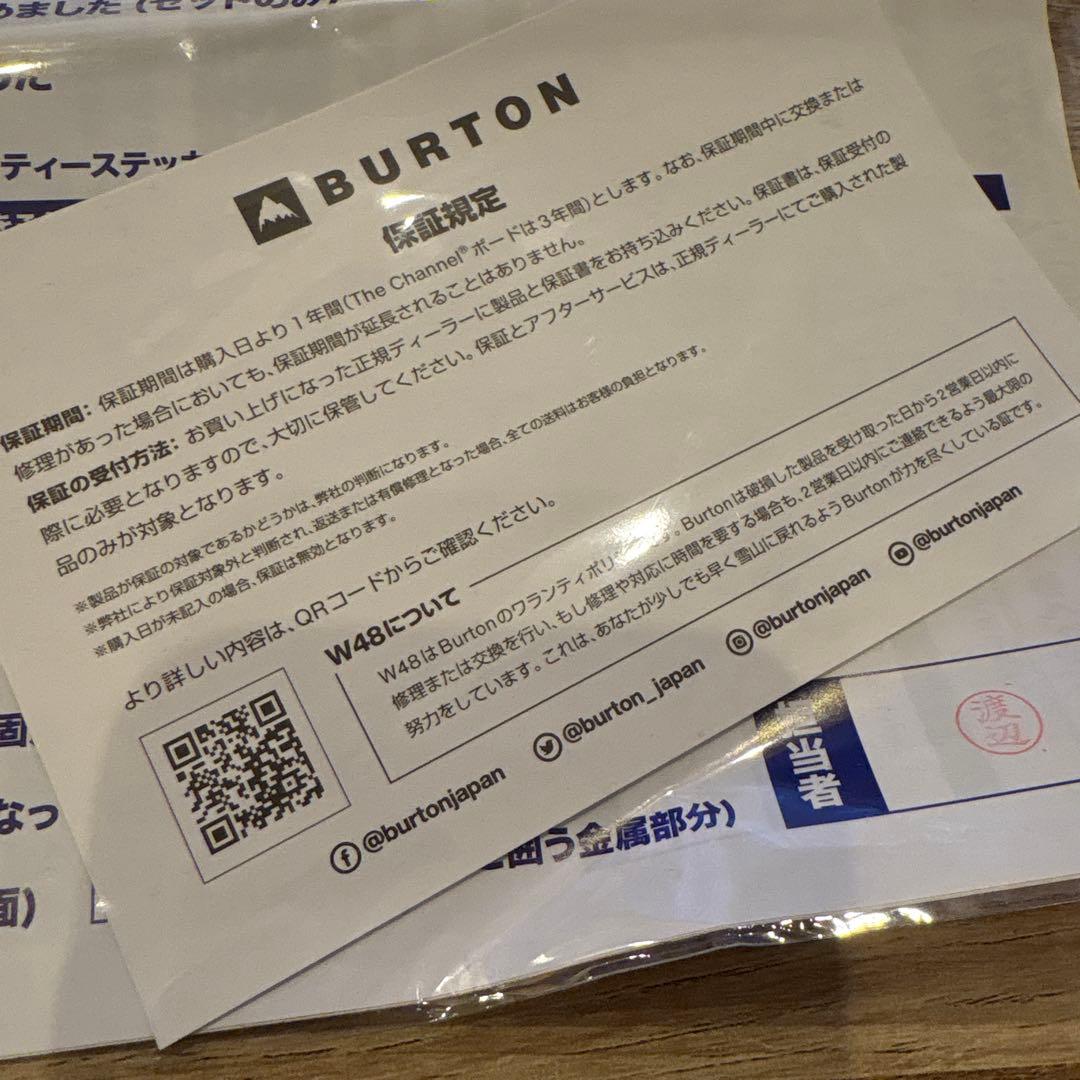 めました(セットのみ)
した
ティーステッカ
BURTON
保証規定
保証期間: 保証期間は購入日より1年間(The Channel®ボードは3年間)とします。なお、保証期間中に交換または
修理があった場合においても、保証期間が延長されることはありません。
保証の受付方法: お買い上げになった正規ディーラーに製品と保証書をお持ち込みください。保証書は、保証受付の
際に必要となりますので、大切に保管してください。保証とアフターサービスは、正規ディーラーにてご購入された製
品のみが対象となります。
※製品が保証の対象であるかどうかは、弊社の判断になります。
※弊社により保証対象外と判断され、返送または有償修理となった場合、全ての送料はお客様の負担となります。
※購入日が未記入の場合、保証は無効となります。
より詳しい内容は、QRコードからご確認ください。
W48について
W48はBurtonのワランティポリ。Burtonは破損した製品を受け取った日から2営業日以内に
修理または交換を行い、もし修理や対応に時間を要する場合も、2営業日以内にご連絡できるよう最大限の
努力をしています。これは、あなたが少しでも早く雪山に戻れるようBurtonが力を尽くしている証です。
@burtonjapan
@burton_japan
@burtonjapan
@burtonjapan
担当者
渡辺
固
なっ
を囲う金属部分)
面)